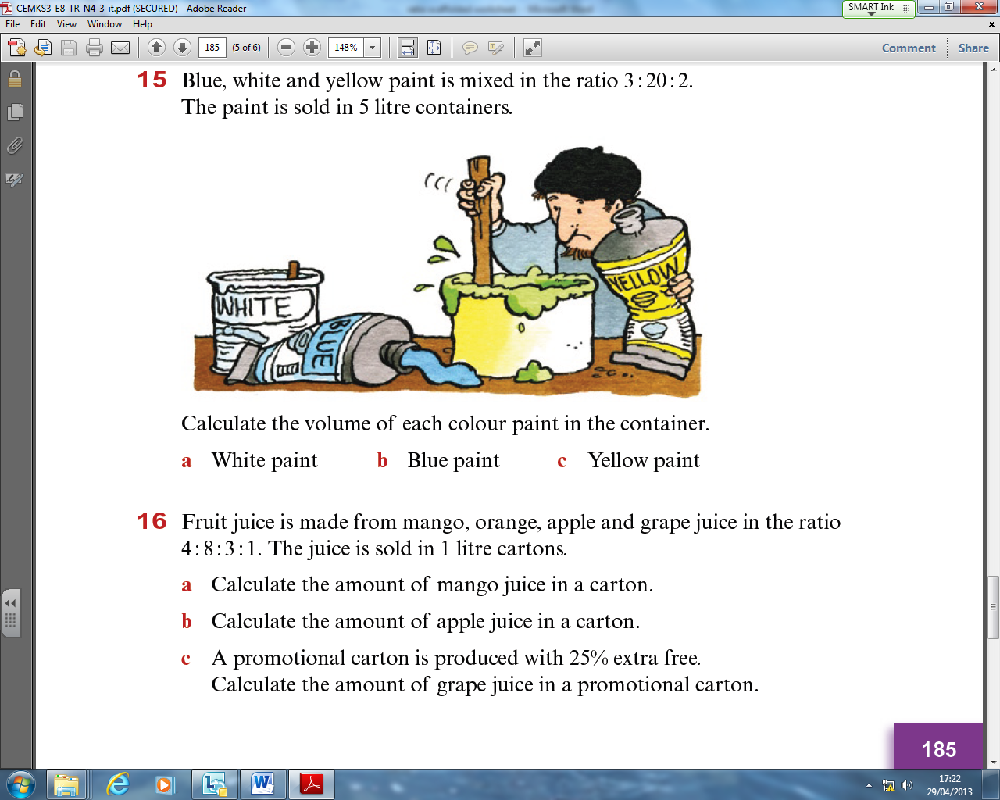 CEMKS3_E8_TR_N4_3_it.pdf (SECURED) - Adobe Reader
SMART Ink
File Edit View Window Help
185 (5 of 6) 148% Comment Share
15 Blue, white and yellow paint is mixed in the ratio 3:20:2.
The paint is sold in 5 litre containers.
YELLOW
WHITE
BLUE
Calculate the volume of each colour paint in the container.
a White paint b Blue paint c Yellow paint
16 Fruit juice is made from mango, orange, apple and grape juice in the ratio
4:8:3:1. The juice is sold in 1 litre cartons.
a Calculate the amount of mango juice in a carton.
b Calculate the amount of apple juice in a carton.
c A promotional carton is produced with 25% extra free.
Calculate the amount of grape juice in a promotional carton.
185
17:22
29/04/2013